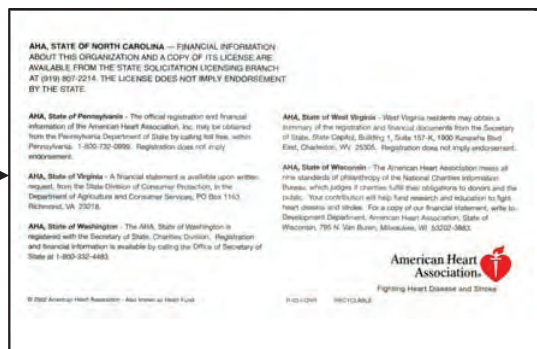 AHA, STATE OF NORTH CAROLINA — FINANCIAL INFORMATION
ABOUT THIS ORGANIZATION AND A COPY OF ITS LICENSE ARE
AVAILABLE FROM THE STATE SOLICITATION LICENSING BRANCH
AT (919) 807-2214. THE LICENSE DOES NOT IMPLY ENDORSEMENT
BY THE STATE.
AHA, State of Pennsylvania - The official registration and financial
information of the American Heart Association, Inc. may be obtained
from the Pennsylvania Department of State by calling toll free, within
Pennsylvania, 1-800-732-0999. Registration does not imply
endorsement.
AHA, State of Virginia - A financial statement is available upon written
request, from the State Division of Consumer Protection, in the
Department of Agriculture and Consumer Services, PO Box 1163,
Richmond, VA 23218.
AHA, State of Washington - The AHA, State of Washington is
registered with the Secretary of State, Charities Division. Registration
and financial information is available by calling the Office of Secretary of
State at 1-800-332-4483.
AHA, State of West Virginia - West Virginia residents may obtain a
summary of the registration and financial documents from the Secretary
of State, State Capitol, Building 1, Suite 157-K, 1900 Kanawha Blvd
East, Charleston, WV 25305. Registration does not imply endorsement.
AHA, State of Wisconsin - The American Heart Association meets all
nine standards of philanthropy of the National Charities Information
Bureau, which judges if charities fulfill their obligations to donors and the
public. Your contribution will help fund research and education to fight
heart disease and stroke. For a copy of our financial statement, write to
Development Department, American Heart Association, State of
Wisconsin, 795 N. Van Buren, Milwaukee, WI 53202-3883.
American Heart
Association
Fighting Heart Disease and Stroke
© 2002 American Heart Association - Also known as Heart Fund
RECYCLABLE